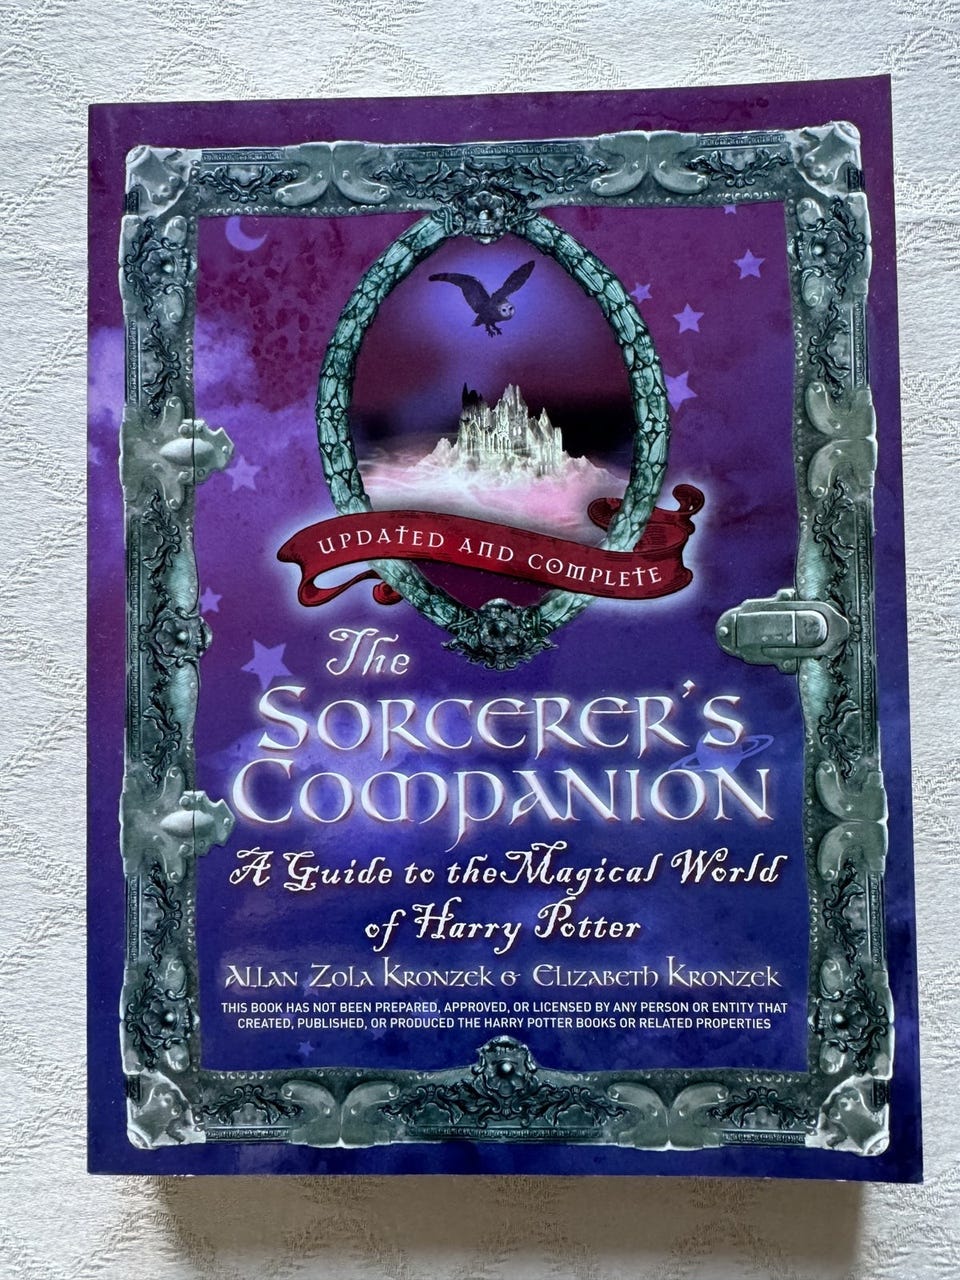 UPDATED AND COMPLETE
The
SORCERER'S
COMPANION
A Guide to the Magical World
of Harry Potter
ALLAN ZOLA KRONZEK & ELIZABETH KRONZEK
THIS BOOK HAS NOT BEEN PREPARED, APPROVED, OR LICENSED BY ANY PERSON OR ENTITY THAT
CREATED, PUBLISHED, OR PRODUCED THE HARRY POTTER BOOKS OR RELATED PROPERTIES